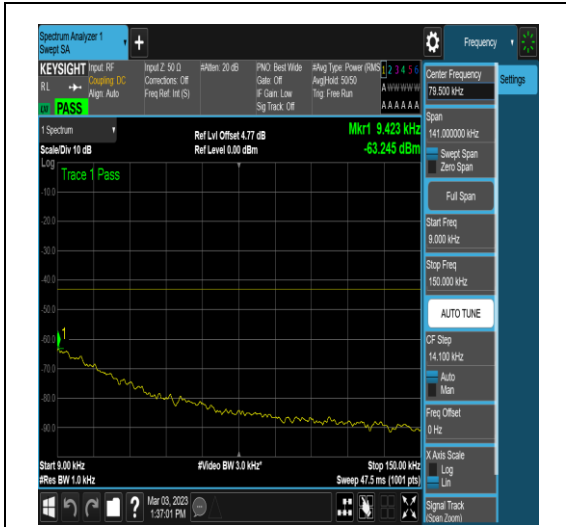 Spectrum Analyzer 1
Swept SA
+
Frequency
KEYSIGHT
RL
PASS
Input: RF
Coupling: DC
Align: Auto
Input Z: 50 Ω
Corrections: Off
Freq Ref: Int (S)
#Atten: 20 dB
PNO: Best Wide
Gate: Off
IF Gain: Low
Sig Track: Off
#Avg Type: Power (RMS
Avg|Hold: 50/50
Trig: Free Run
1 2 3 4 5 6
A W W W W W
A A A A A A
Center Frequency
79.500 kHz
Settings
Span
141.000000 kHz
Swept Span
Zero Span
Full Span
Start Freq
9.000 kHz
Stop Freq
150.000 kHz
AUTO TUNE
CF Step
14.100 kHz
Auto
Man
Freq Offset
0 Hz
X Axis Scale
Log
Lin
Signal Track
(Span Zoom)
1 Spectrum
Scale/Div 10 dB
Ref Lvl Offset 4.77 dB
Ref Level 0.00 dBm
Mkr1 9.423 kHz
-63.245 dBm
Log
Trace 1 Pass
-10.0
-20.0
-30.0
-40.0
-50.0
-60.0
-70.0
-80.0
-90.0
1
Start 9.00 kHz
#Res BW 1.0 kHz
#Video BW 3.0 kHz*
Stop 150.00 kHz
Sweep 47.5 ms (1001 pts)
?
Mar 03, 2023
1:37:01 PM